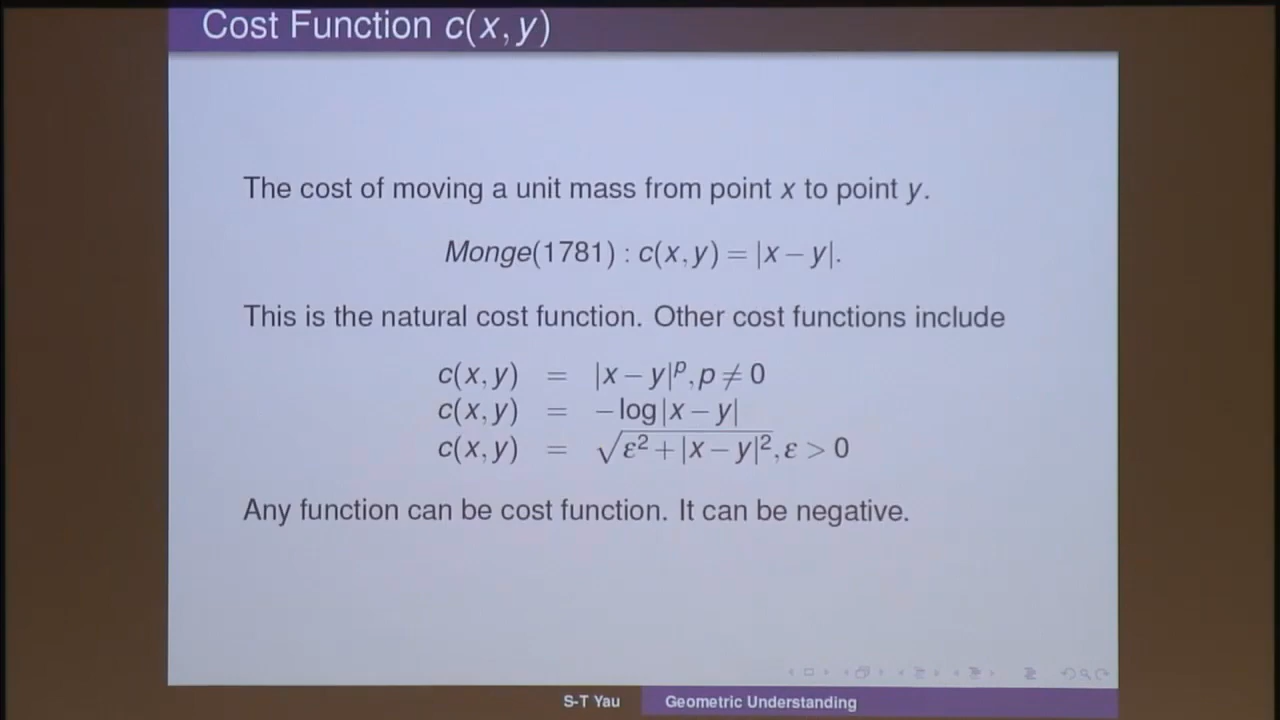 Cost Function c(x, y)
The cost of moving a unit mass from point x to point y.
Monge(1781) : c(x, y) = |x − y|.
This is the natural cost function. Other cost functions include
c(x, y) = |x − y|^p, p ≠ 0
c(x, y) = − log |x − y|
c(x, y) = √(ε² + |x − y|²), ε > 0
Any function can be cost function. It can be negative.
S-T Yau Geometric Understanding